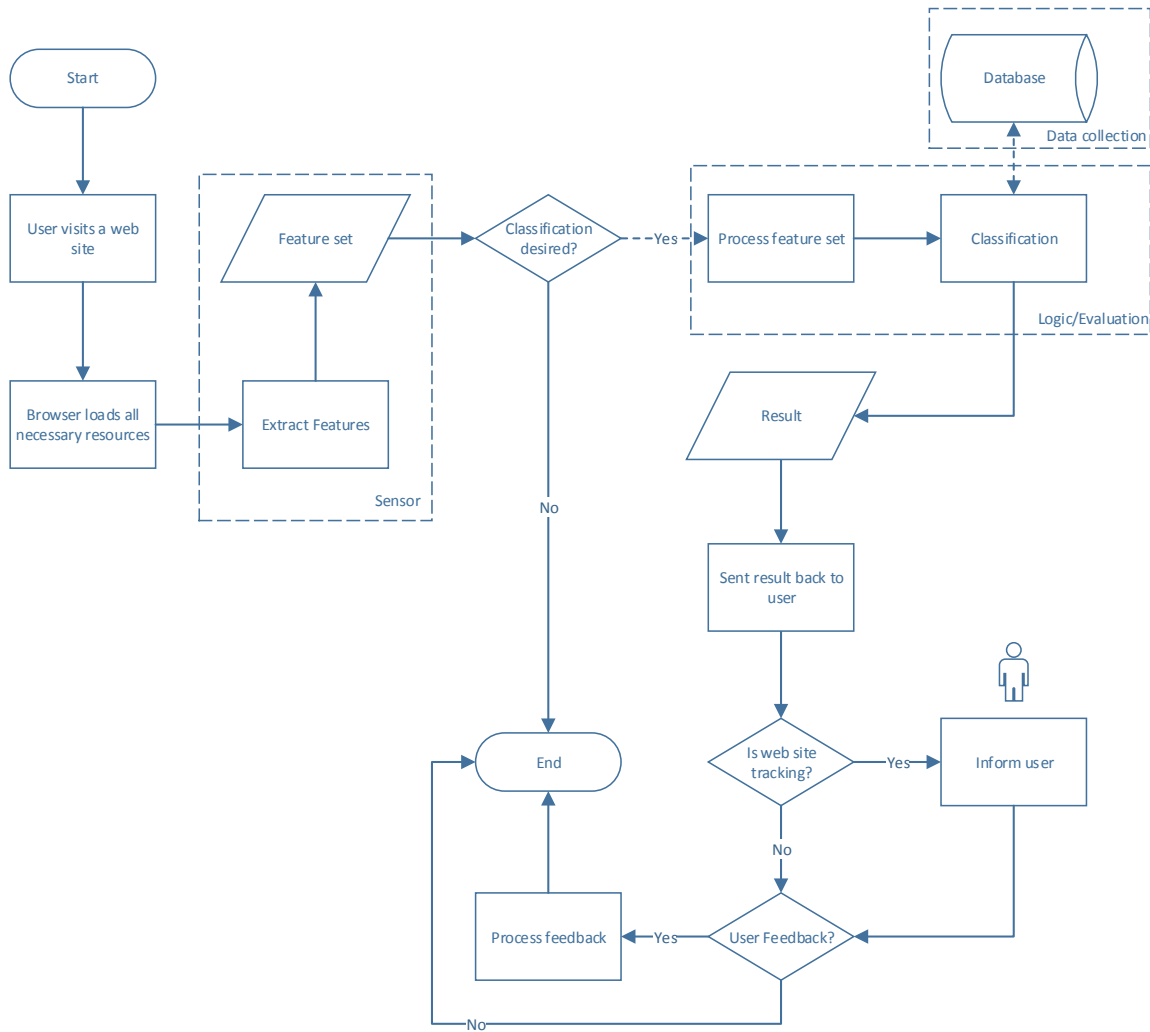 Start
Database
Data collection
User visits a web
site
Feature set
Classification
desired?
Yes
Process feature set
Classification
Logic/Evaluation
Browser loads all
necessary resources
Extract Features
Sensor
Result
No
Sent result back to
user
End
Is web site
tracking?
Yes
Inform user
No
Process feedback
Yes
User Feedback?
No